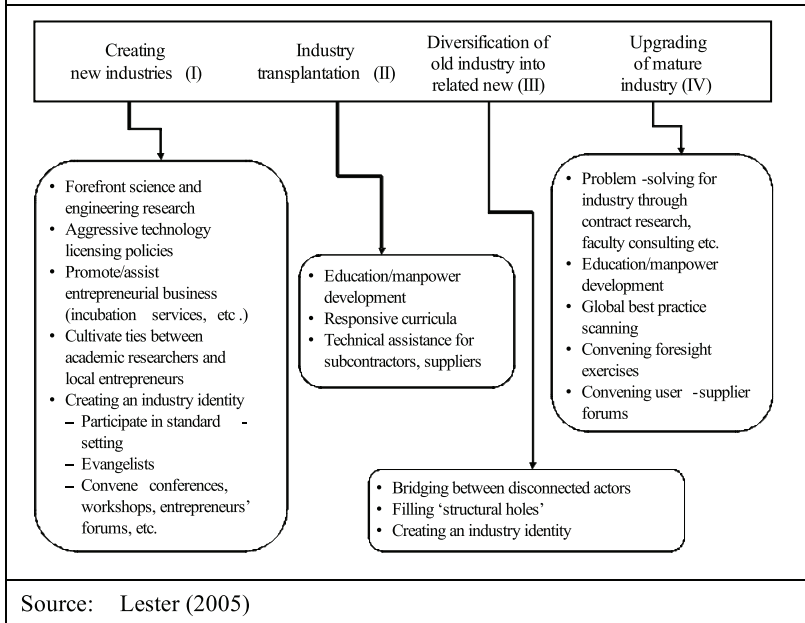 Creating
new industries (I)
Industry
transplantation (II)
Diversification of
old industry into
related new (III)
Upgrading
of mature
industry (IV)
• Forefront science and
engineering research
• Aggressive technology
licensing policies
• Promote/assist
entrepreneurial business
(incubation services, etc.)
• Cultivate ties between
academic researchers and
local entrepreneurs
• Creating an industry identity
– Participate in standard -
setting
– Evangelists
– Convene conferences,
workshops, entrepreneurs’
forums, etc.
• Education/manpower
development
• Responsive curricula
• Technical assistance for
subcontractors, suppliers
• Bridging between disconnected actors
• Filling ‘structural holes’
• Creating an industry identity
• Problem -solving for
industry through
contract research,
faculty consulting etc.
• Education/manpower
development
• Global best practice
scanning
• Convening foresight
exercises
• Convening user -supplier
forums
Source: Lester (2005)